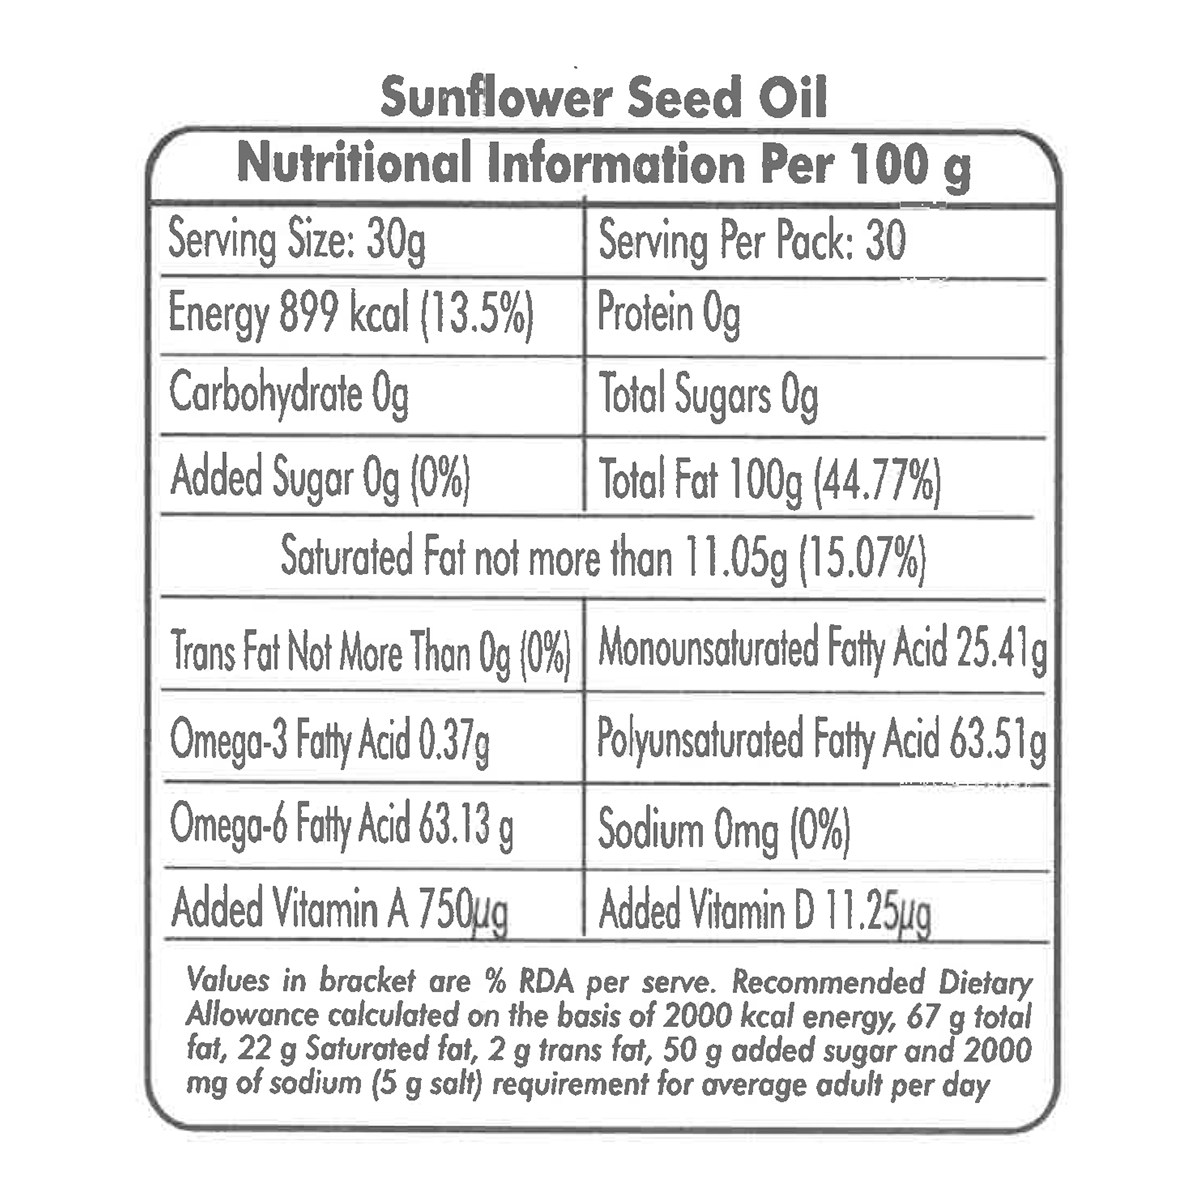 Sunflower Seed Oil
Nutritional Information Per 100 g
Serving Size: 30g
Serving Per Pack: 30
Energy 899 kcal (13.5%)
Protein 0g
Carbohydrate 0g
Total Sugars 0g
Added Sugar 0g (0%)
Total Fat 100g (44.77%)
Saturated Fat not more than 11.05g (15.07%)
Trans Fat Not More Than 0g (0%)
Monounsaturated Fatty Acid 25.41g
Omega-3 Fatty Acid 0.37g
Polyunsaturated Fatty Acid 63.51g
Omega-6 Fatty Acid 63.13 g
Sodium 0mg (0%)
Added Vitamin A 750µg
Added Vitamin D 11.25µg
Values in bracket are % RDA per serve. Recommended Dietary
Allowance calculated on the basis of 2000 kcal energy, 67 g total
fat, 22 g Saturated fat, 2 g trans fat, 50 g added sugar and 2000
mg of sodium (5 g salt) requirement for average adult per day